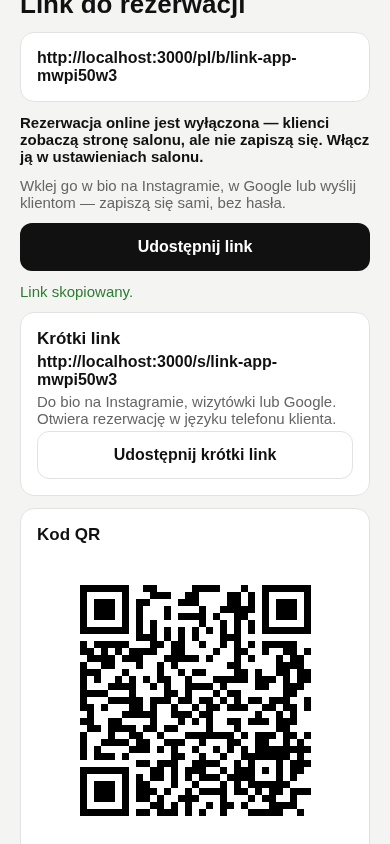 Link do rezerwacji
http://localhost:3000/pl/b/link-app-
mwpi50w3
Rezerwacja online jest wyłączona — klienci
zobaczą stronę salonu, ale nie zapiszą się. Włącz
ją w ustawieniach salonu.
Wklej go w bio na Instagramie, w Google lub wyślij
klientom — zapiszą się sami, bez hasła.
Udostępnij link
Link skopiowany.
Krótki link
http://localhost:3000/s/link-app-
mwpi50w3
Do bio na Instagramie, wizytówki lub Google.
Otwiera rezerwację w języku telefonu klienta.
Udostępnij krótki link
Kod QR